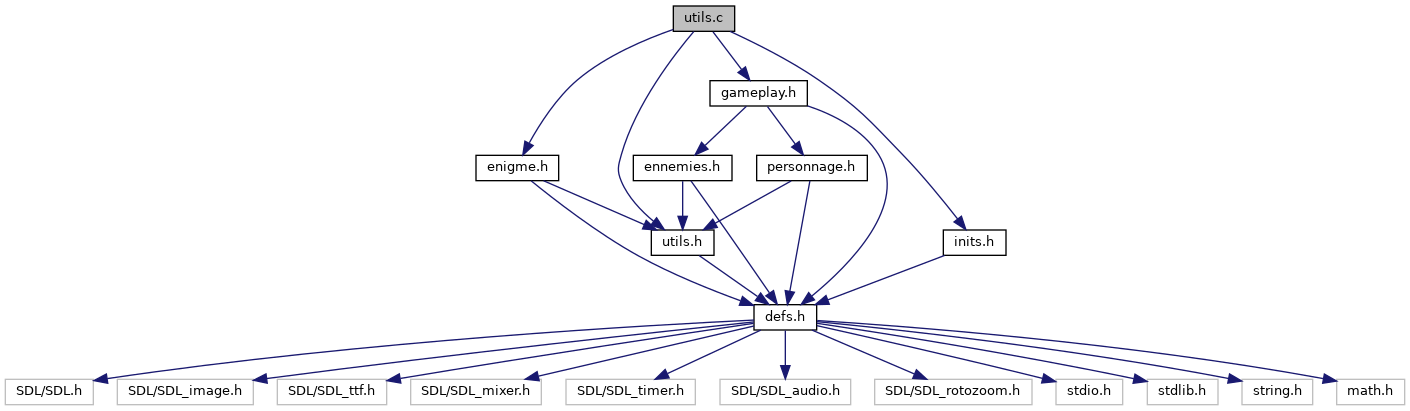 utils.c
gameplay.h
enigme.h
ennemies.h
personnage.h
utils.h
inits.h
defs.h
SDL/SDL.h
SDL/SDL_image.h
SDL/SDL_ttf.h
SDL/SDL_mixer.h
SDL/SDL_timer.h
SDL/SDL_audio.h
SDL/SDL_rotozoom.h
stdio.h
stdlib.h
string.h
math.h